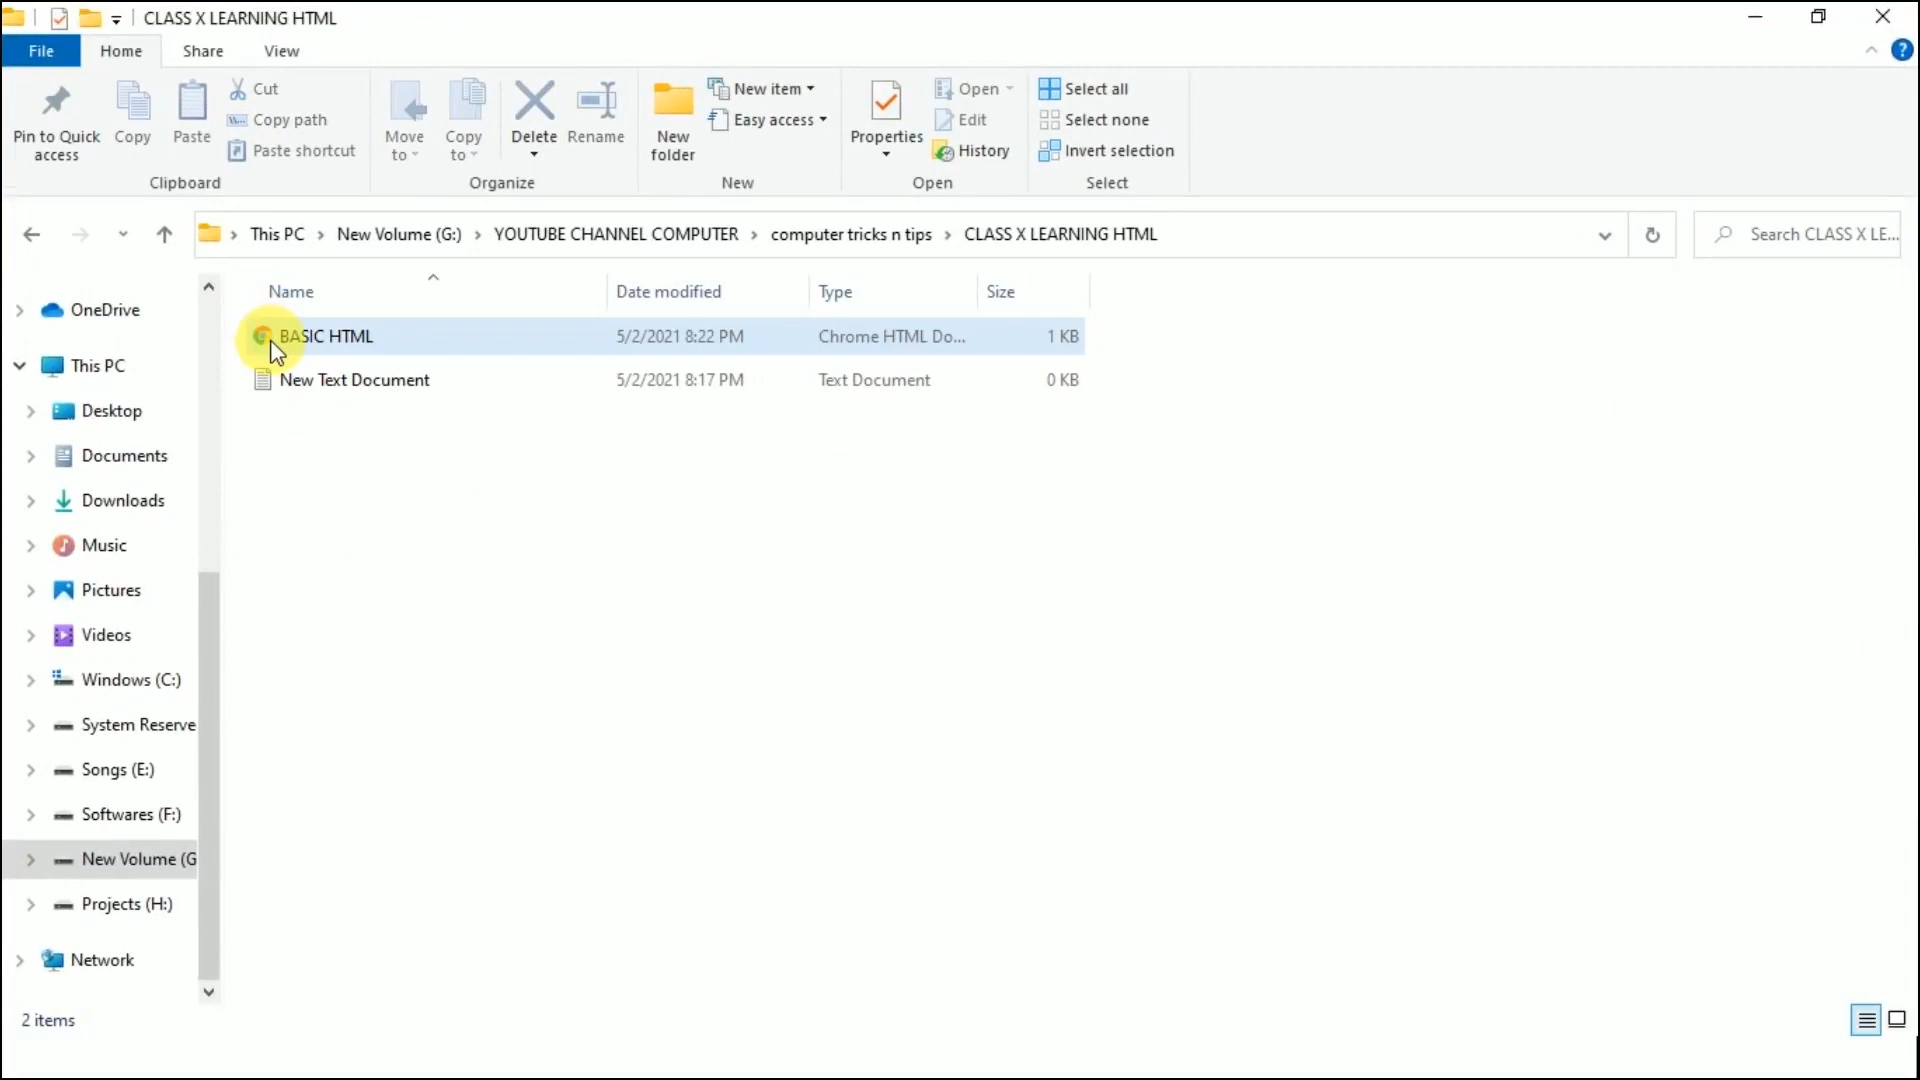 CLASS X LEARNING HTML
File Home Share View
Pin to Quick access
Copy
Paste
Cut
Copy path
Paste shortcut
Clipboard
Move to
Copy to
Delete
Rename
Organize
New folder
New item
Easy access
New
Properties
Open
Edit
History
Open
Select all
Select none
Invert selection
Select
This PC > New Volume (G:) > YOUTUBE CHANNEL COMPUTER > computer tricks n tips > CLASS X LEARNING HTML
Search CLASS X LE...
OneDrive
This PC
Desktop
Documents
Downloads
Music
Pictures
Videos
Windows (C:)
System Reserve
Songs (E:)
Softwares (F:)
New Volume (G
Projects (H:)
Network
Name Date modified Type Size
BASIC HTML 5/2/2021 8:22 PM Chrome HTML Do... 1 KB
New Text Document 5/2/2021 8:17 PM Text Document 0 KB
2 items